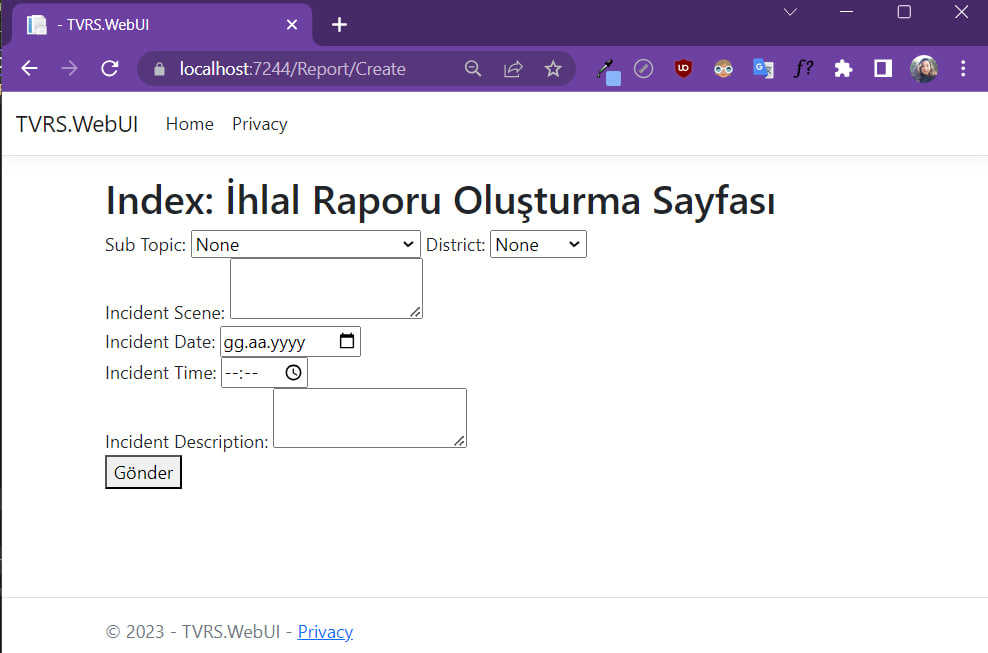 - TVRS.WebUI
localhost:7244/Report/Create
TVRS.WebUI Home Privacy
Index: İhlal Raporu Oluşturma Sayfası
Sub Topic: None District: None
Incident Scene:
Incident Date: gg.aa.yyyy
Incident Time: --:--
Incident Description:
Gönder
© 2023 - TVRS.WebUI - Privacy